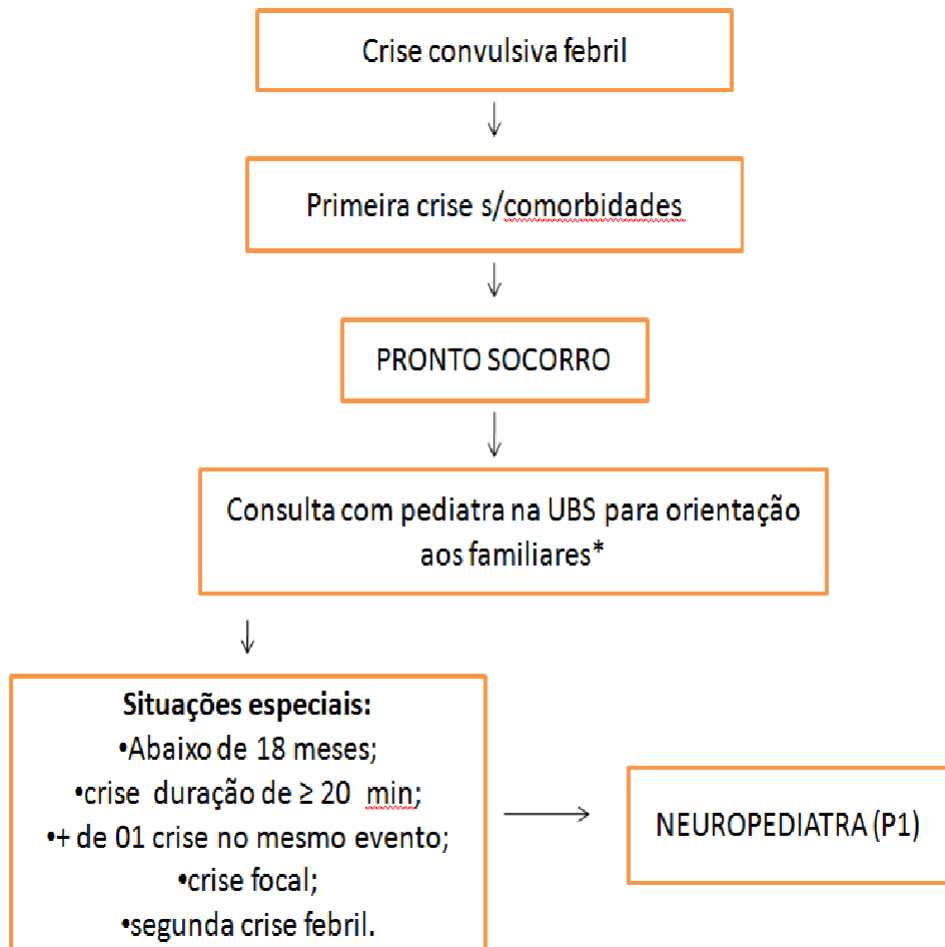 Crise convulsiva febril
Primeira crise s/comorbidades
PRONTO SOCORRO
Consulta com pediatra na UBS para orientação
aos familiares*
Situações especiais:
•Abaixo de 18 meses;
•crise duração de ≥ 20 min;
•+ de 01 crise no mesmo evento;
•crise focal;
•segunda crise febril.
NEUROPEDIATRA (P1)